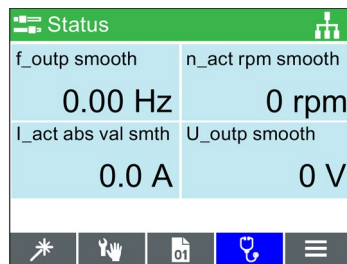 Status
f_outp smooth
0.00 Hz
n_act rpm smooth
0 rpm
I_act abs val smth
0.0 A
U_outp smooth
0 V
01